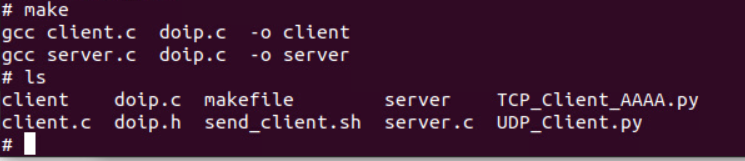 # make
gcc client.c  doip.c  -o client
gcc server.c  doip.c  -o server
# ls
client    doip.c  makefile        server    TCP_Client_AAAA.py
client.c  doip.h  send_client.sh  server.c  UDP_Client.py
#